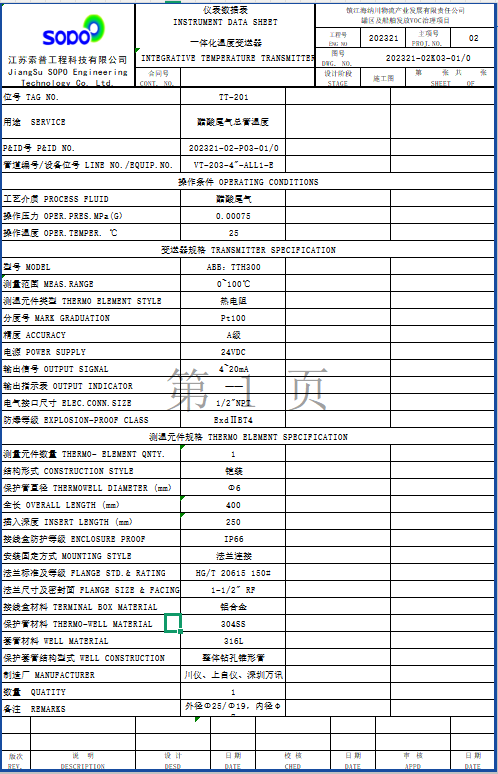 SOPO
江苏索普工程科技有限公司
JiangSu SOPO Engineering
Technology Co. Ltd.
仪表数据表
INSTRUMENT DATA SHEET
一体化温度变送器
INTEGRATIVE TEMPERATURE TRANSMITTER
合同号
CONT. NO.
镇江海纳川物流产业发展有限责任公司
罐区及船舶发放VOC治理项目
工程号 ENG NO 202321 主项号 PROJ.NO. 02
图号 DWG. NO. 202321-02X03-01/0
设计阶段 STAGE 施工图 第 张 共 张
SHEET OF
位号 TAG NO. TT-201
用途 SERVICE 醋酸尾气总管温度
P&ID号 P&ID NO. 202321-02-P03-01/0
管道编号/设备位号 LINE NO./EQUIP.NO. VT-203-4"-ALL1-E
操作条件 OPERATING CONDITIONS
工艺介质 PROCESS FLUID 醋酸尾气
操作压力 OPER.PRES.MPa(G) 0.00075
操作温度 OPER.TEMPER. ℃ 25
变送器规格 TRANSMITTER SPECIFICATION
型号 MODEL ABB：TTH300
测量范围 MEAS.RANGE 0~100℃
测温元件类型 THERMO ELEMENT STYLE 热电阻
分度号 MARK GRADUATION Pt100
精度 ACCURACY A级
电源 POWER SUPPLY 24VDC
输出信号 OUTPUT SIGNAL 4~20mA
输出指示表 OUTPUT INDICATOR ——
电气接口尺寸 ELEC.CONN.SIZE 1/2"NPT
防爆等级 EXPLOSION-PROOF CLASS ExdⅡBT4
第 1 页
测温元件规格 THERMO ELEMENT SPECIFICATION
测量元件数量 THERMO- ELEMENT QNTY. 1
结构形式 CONSTRUCTION STYLE 铠装
保护管直径 THERMOWELL DIAMETER (mm) Φ6
全长 OVERALL LENGTH (mm) 400
插入深度 INSERT LENGTH (mm) 250
接线盒防护等级 ENCLOSURE PROOF IP66
安装固定方式 MOUNTING STYLE 法兰连接
法兰标准及等级 FLANGE STD.& RATING HG/T 20615 150#
法兰尺寸及密封面 FLANGE SIZE & FACING 1-1/2" RF
接线盒材料 TERMINAL BOX MATERIAL 铝合金
保护管材料 THERMO-WELL MATERIAL 304SS
套管材料 WELL MATERIAL 316L
保护套管结构型式 WELL CONSTRUCTION 整体钻孔锥形管
制造厂 MANUFACTURER 川仪、上自仪、深圳万讯
数量 QUATITY 1
备注 REMARKS 外径Φ25/Φ19，内径Φ
版次 说 明 设 计 日 期 校 核 日 期 审 核 日 期
REV. DESCRIPTION DESD DATE CHED DATE APPD DATE